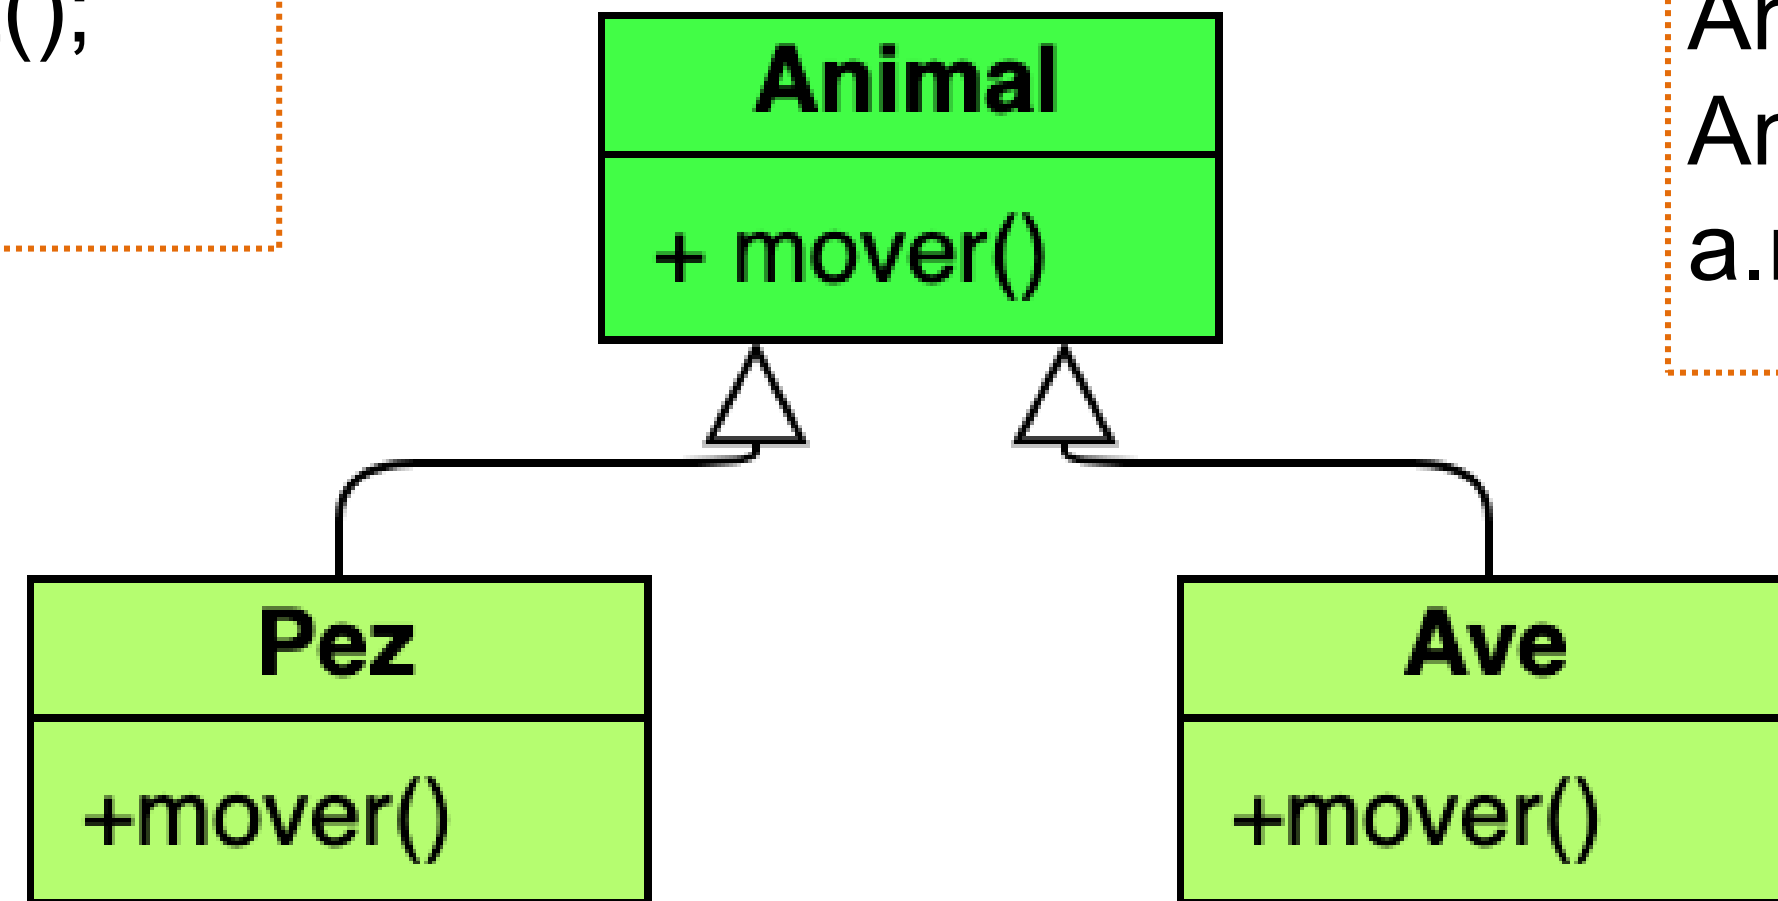 ();
Animal
+ mover()
a.
Pez
+mover()
Ave
+mover()